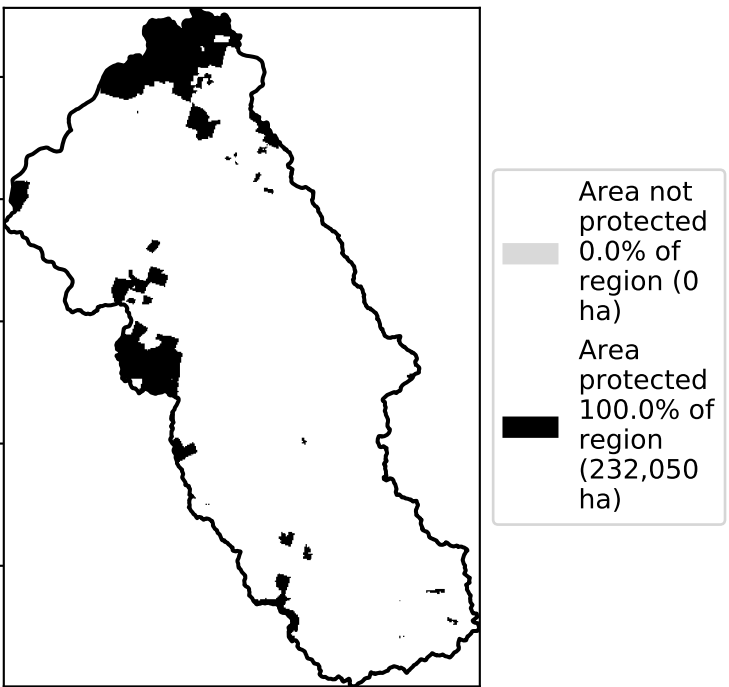 Area not
protected
0.0% of
region (0
ha)
Area
protected
100.0% of
region
(232,050
ha)